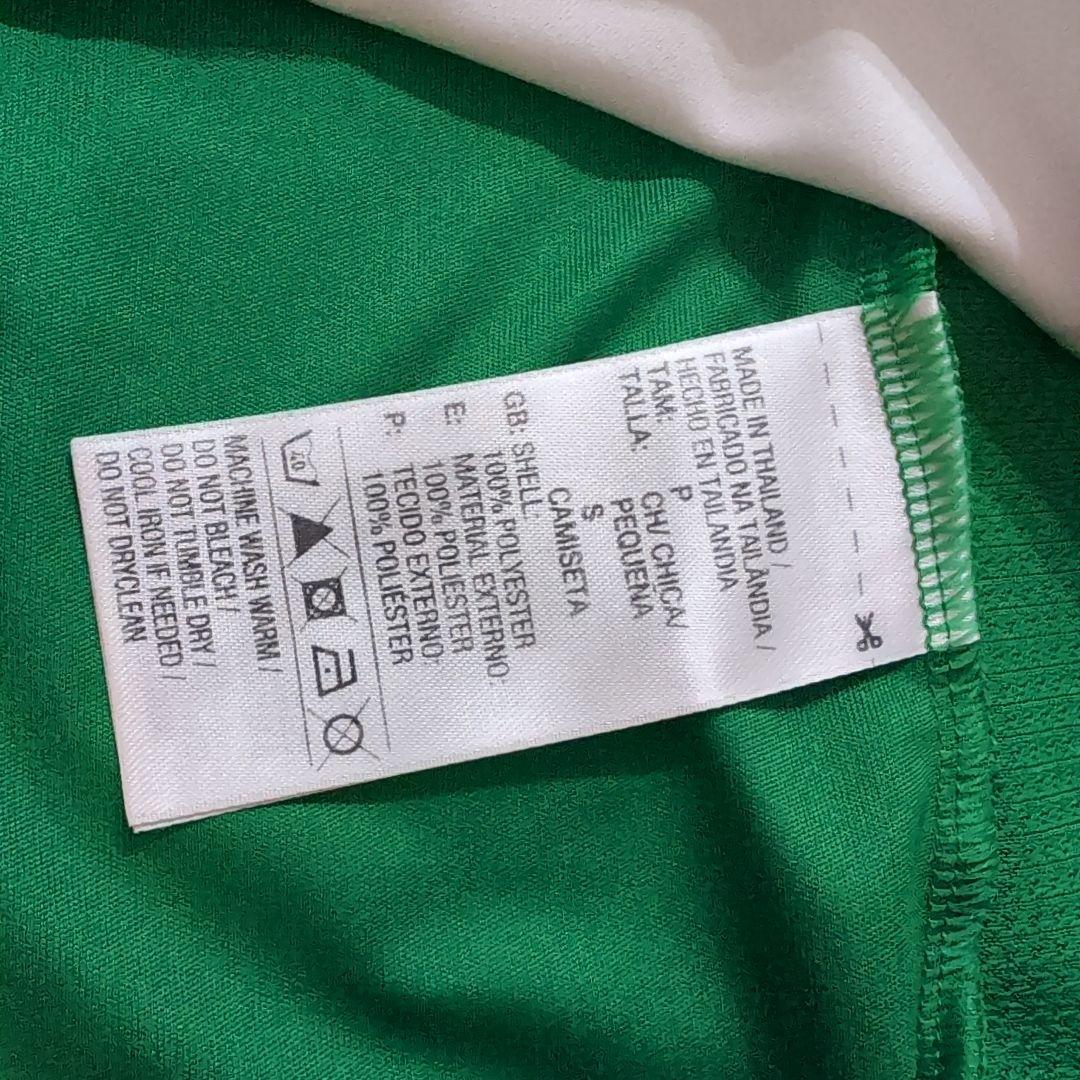 MADE IN THAILAND /
FABRICADO NA TAILÂNDIA /
HECHO EN TAILANDIA
TAM: P
TALLA: CH/ CHICA/
PEQUENA
S
CAMISETA
GB: SHELL:
100% POLYESTER
E: MATERIAL EXTERNO:
100% POLIESTER
P: TECIDO EXTERNO:
100% POLIÉSTER
40
MACHINE WASH WARM /
DO NOT BLEACH /
DO NOT TUMBLE DRY /
COOL IRON IF NEEDED /
DO NOT DRYCLEAN